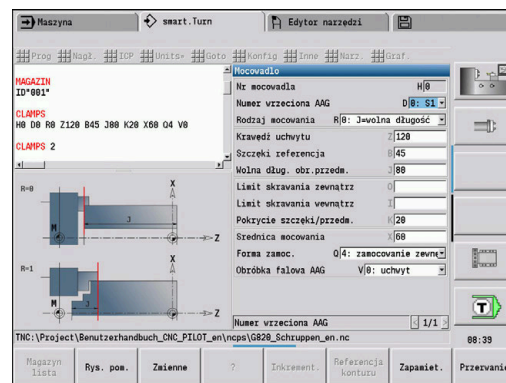 Maszyna
smart.Turn
Edytor narzędzi
Prog Nagł. ICP Units» Goto Konfig Inne Narz. Graf.
MAGAZIN
ID"001"
CLAMPS
H0 D0 R0 Z120 B45 J80 K20 X60 Q4 V0
CLAMPS 2
Mocowadło
Nr mocowadla H 0
Numer wrzeciona AAG D 0: S1
Rodzaj mocowania R 0: J=wolna długość
Krawędź uchwytu Z 120
Szczęki referencja B 45
Wolna dług. obr.przedm. J 80
Limit skravania zewnątrz O
Limit skravania wewnątrz I
Pokrycie szczęki/przedm. K 20
Srednica mocowania X 60
Forma zamoc. Q 4: zamocowanie zewnę
Obróbka falowa AAG V 0: uchwyt
R=0
X
J
M
Z
R=1
X
M
J
Z
Numer wrzeciona AAG
1/1
TNC:\Project\Benutzerhandbuch_CNC_PILOT_en\ncps\G820_Schruppen_en.nc
T
08:39
Magazyn lista
Rys. pom.
Zmienne
?
Inkrement.
Referencja konturu
Zapamiet.
Przerwanie